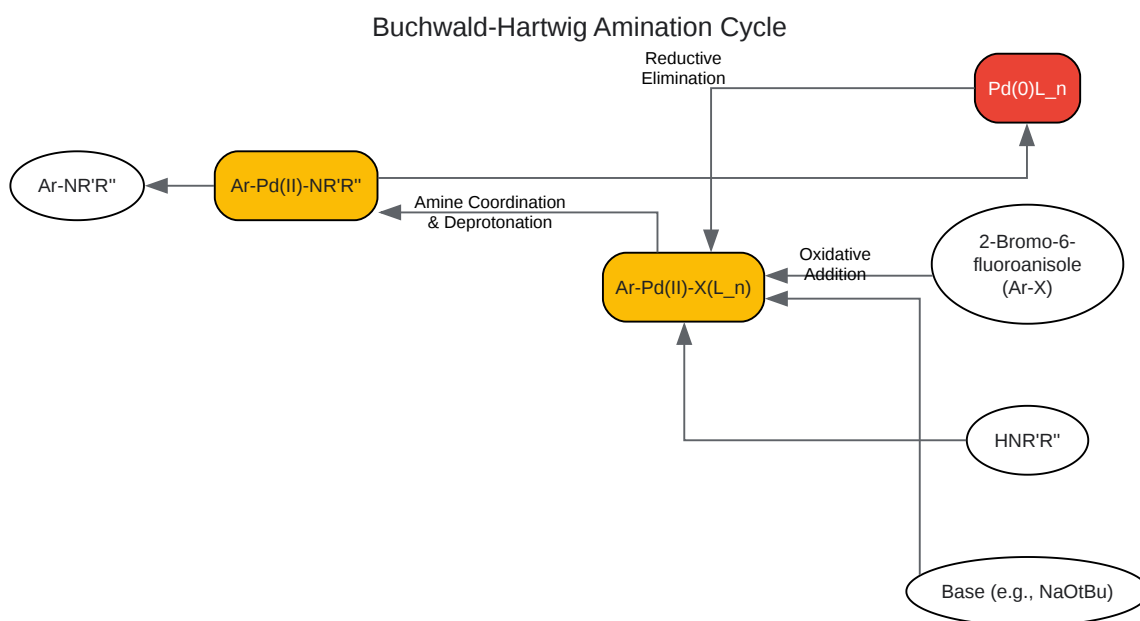 Buchwald-Hartwig Amination Cycle
Reductive
Elimination
Pd(0)L_n
Ar-NR'R"
Ar-Pd(II)-NR'R"
Amine Coordination
& Deprotonation
2-Bromo-6-
fluoroanisole
(Ar-X)
Oxidative
Addition
Ar-Pd(II)-X(L_n)
HNR'R"
Base (e.g., NaOtBu)